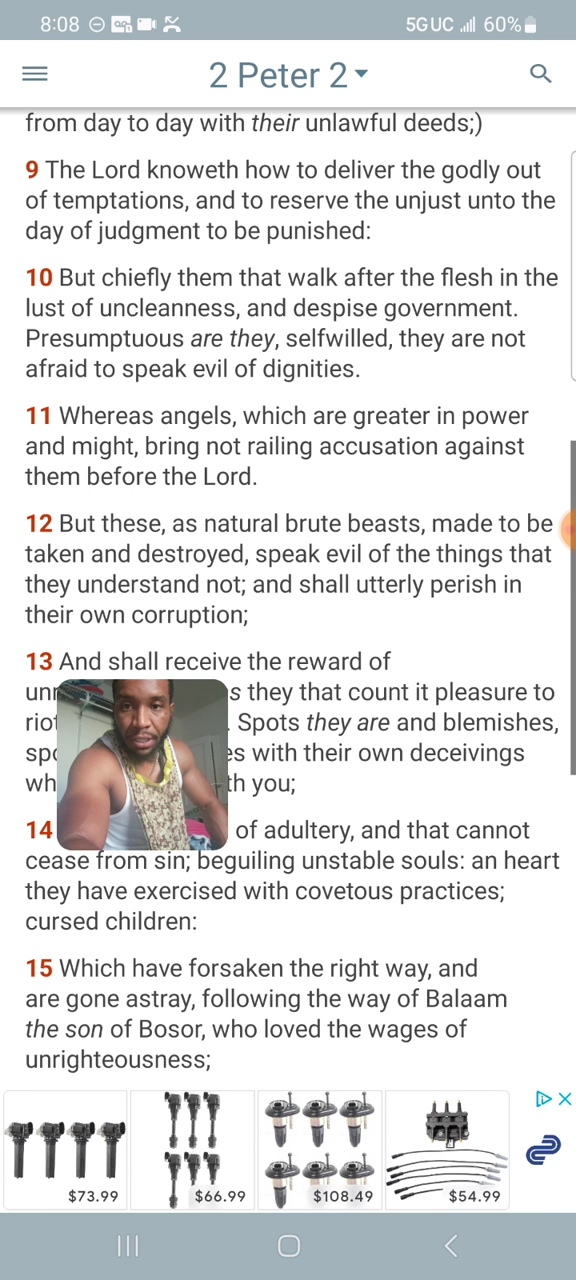 8:08
5G UC 60%
2 Peter 2
from day to day with their unlawful deeds;)
9 The Lord knoweth how to deliver the godly out
of temptations, and to reserve the unjust unto the
day of judgment to be punished:
10 But chiefly them that walk after the flesh in the
lust of uncleanness, and despise government.
Presumptuous are they, selfwilled, they are not
afraid to speak evil of dignities.
11 Whereas angels, which are greater in power
and might, bring not railing accusation against
them before the Lord.
12 But these, as natural brute beasts, made to be
taken and destroyed, speak evil of the things that
they understand not; and shall utterly perish in
their own corruption;
13 And shall receive the reward of
they that count it pleasure to
Spots they are and blemishes,
with their own deceivings
you;
14 of adultery, and that cannot
cease from sin; beguiling unstable souls: an heart
they have exercised with covetous practices;
cursed children:
15 Which have forsaken the right way, and
are gone astray, following the way of Balaam
the son of Bosor, who loved the wages of
unrighteousness;
$73.99
$66.99
$108.49
$54.99